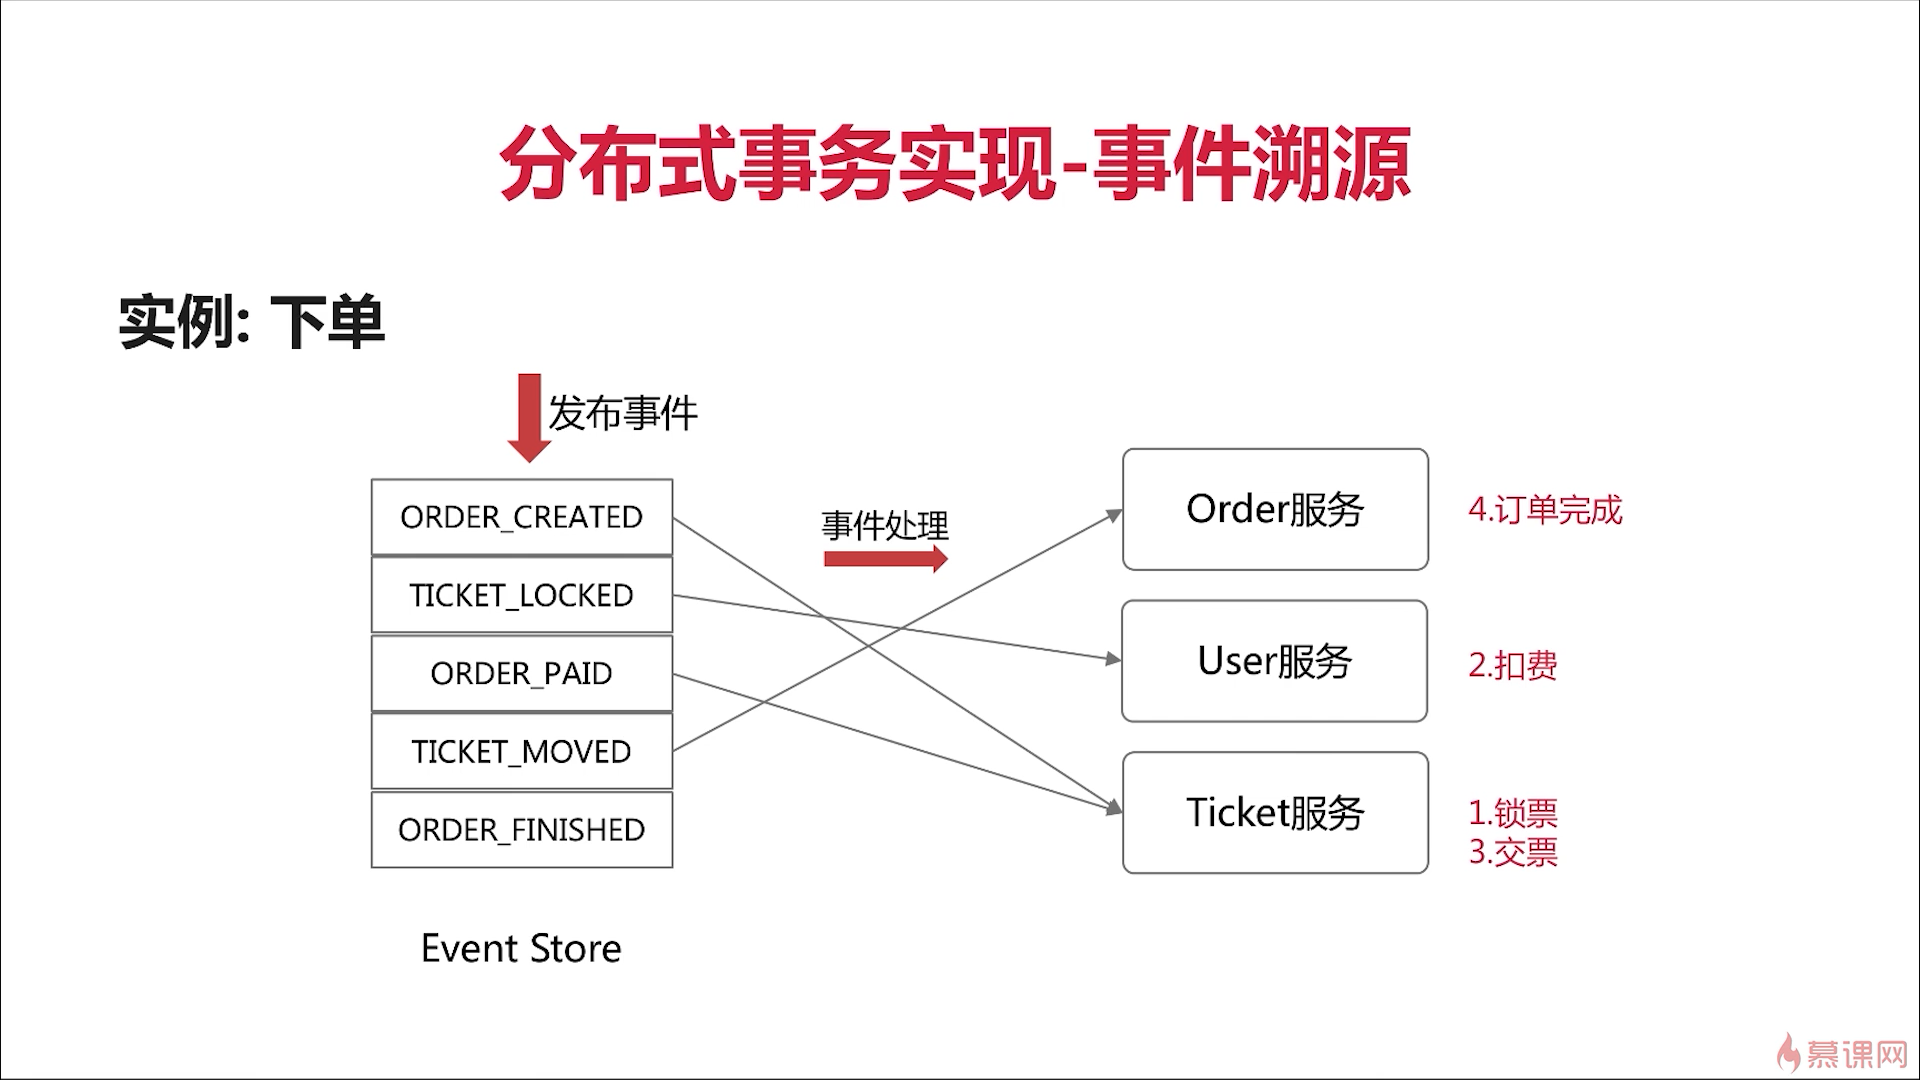 分布式事务实现-事件溯源
实例: 下单
发布事件
ORDER_CREATED
TICKET_LOCKED
ORDER_PAID
TICKET_MOVED
ORDER_FINISHED
Event Store
事件处理
Order服务
4.订单完成
User服务
2.扣费
Ticket服务
1.锁票
3.交票
慕课网